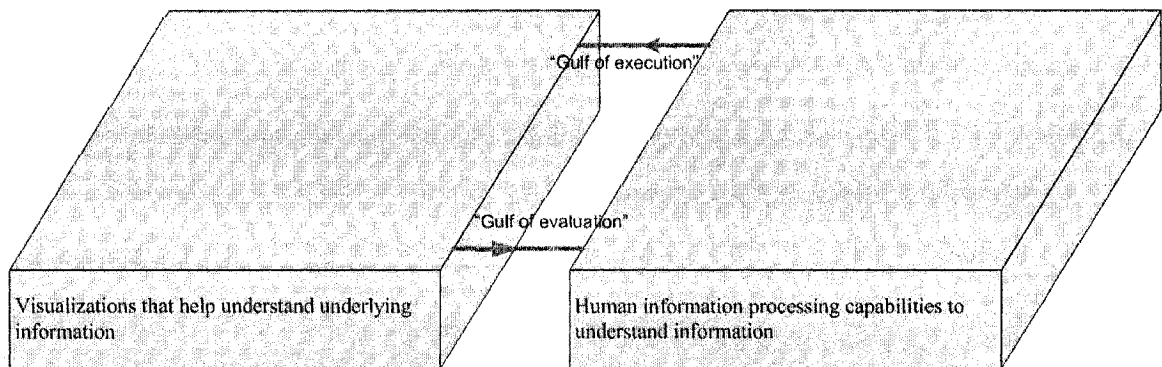 "Gulf of execution"
"Gulf of evaluation"
Visualizations that help understand underlying
information
Human information processing capabilities to
understand information